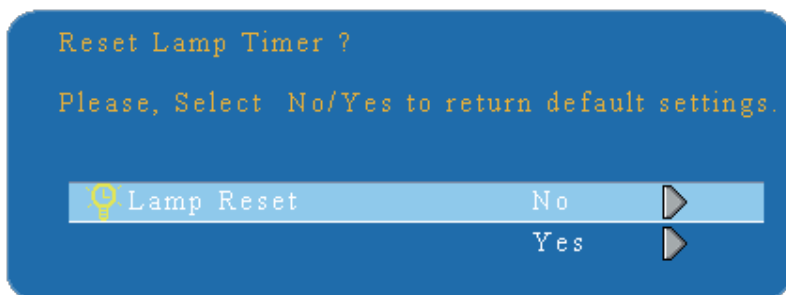 Reset Lamp Timer ?
Please, Select No/Yes to return default settings.
Lamp Reset No
Yes